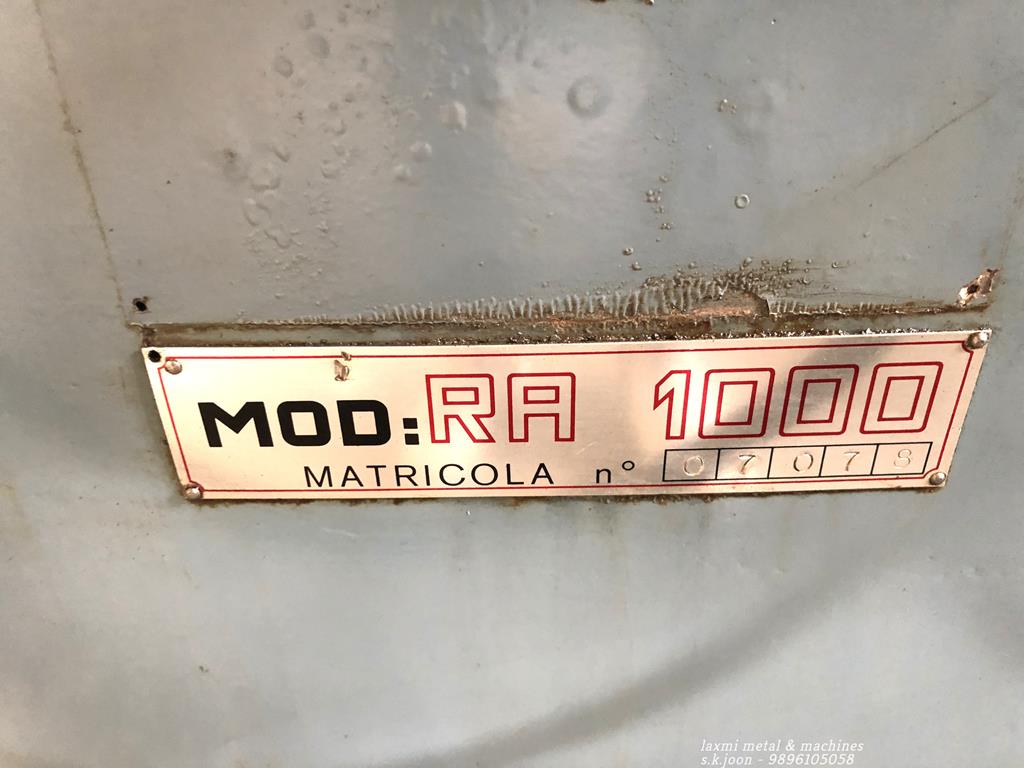 MOD: RA 1000
MATRICOLA n° 07078
laxmi metal & machines
s.k.joon - 9896105058